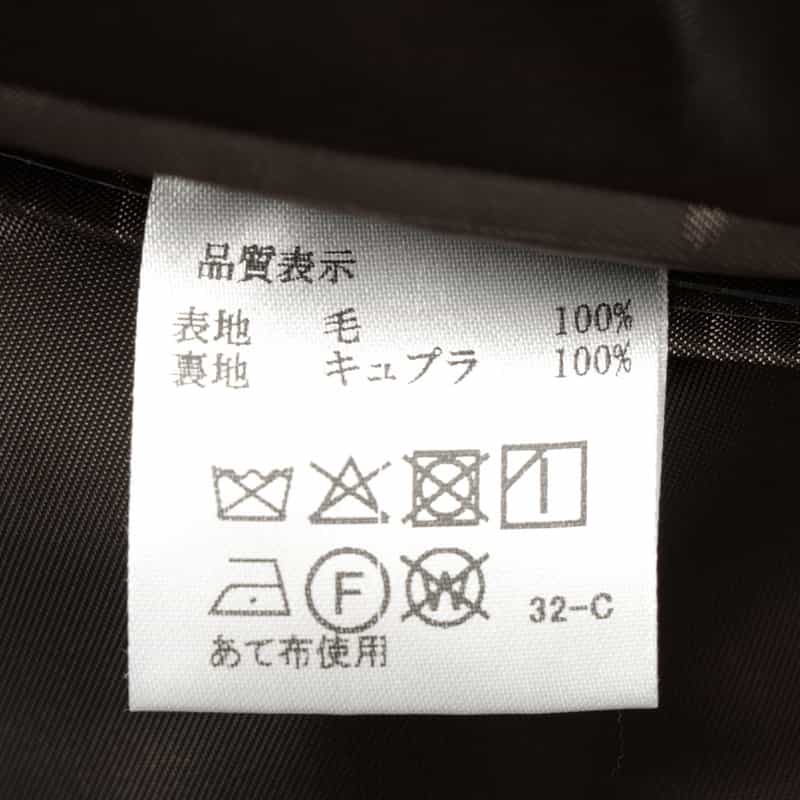 品質表示
表地 毛 100%
裏地 キュプラ 100%
F W 32-C
あて布使用